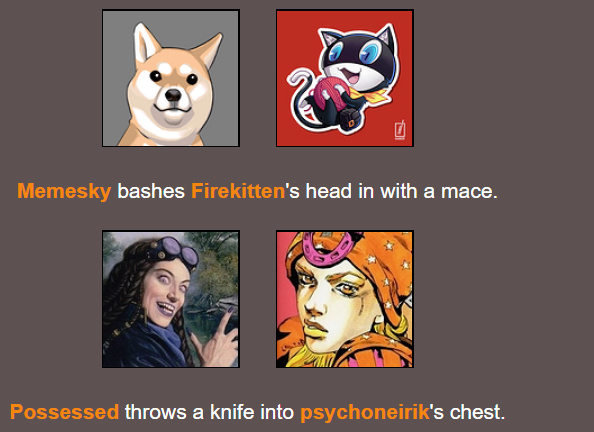 Memesky bashes Firekitten's head in with a mace.
Possessed throws a knife into psychoneirik's chest.